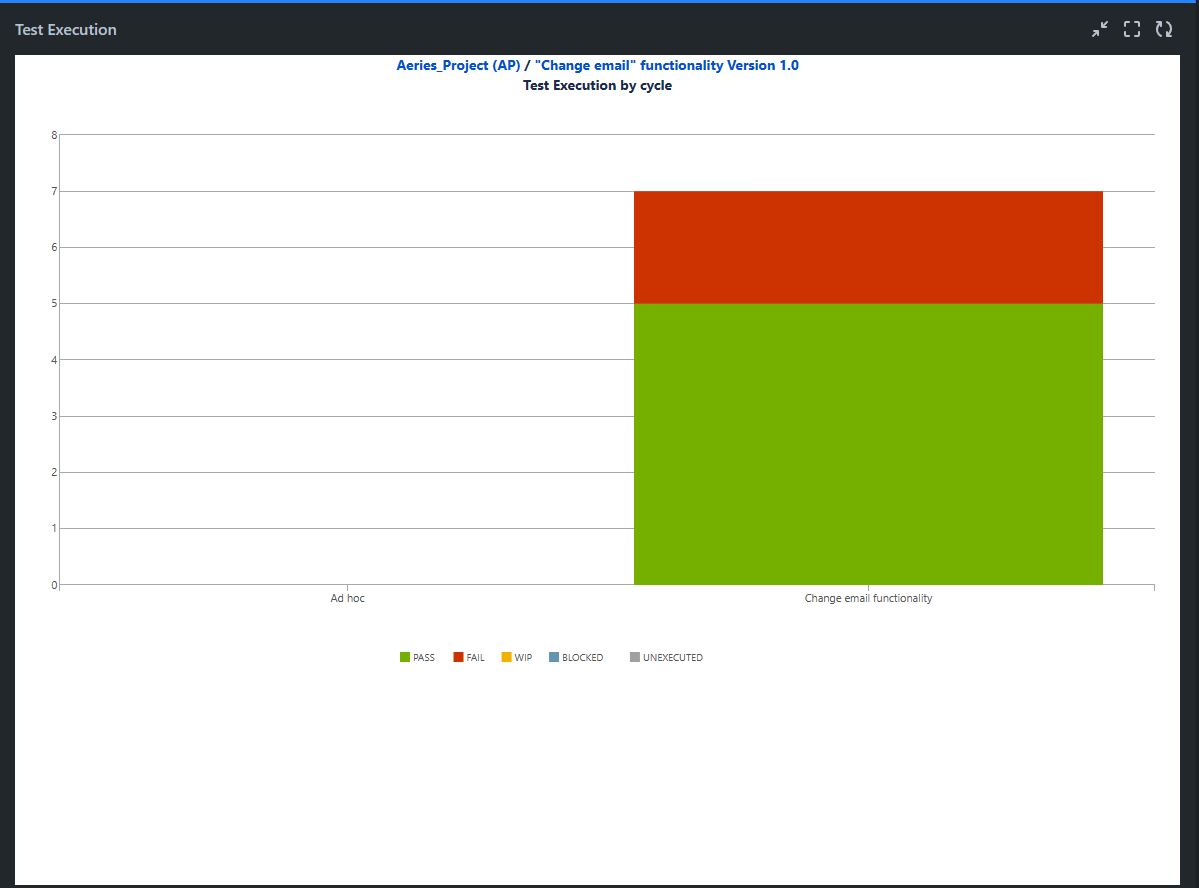 Test Execution
Aeries_Project (AP) / "Change email" functionality Version 1.0
Test Execution by cycle
8
7
6
5
4
3
2
1
0
Ad hoc Change email functionality
PASS FAIL WIP BLOCKED UNEXECUTED